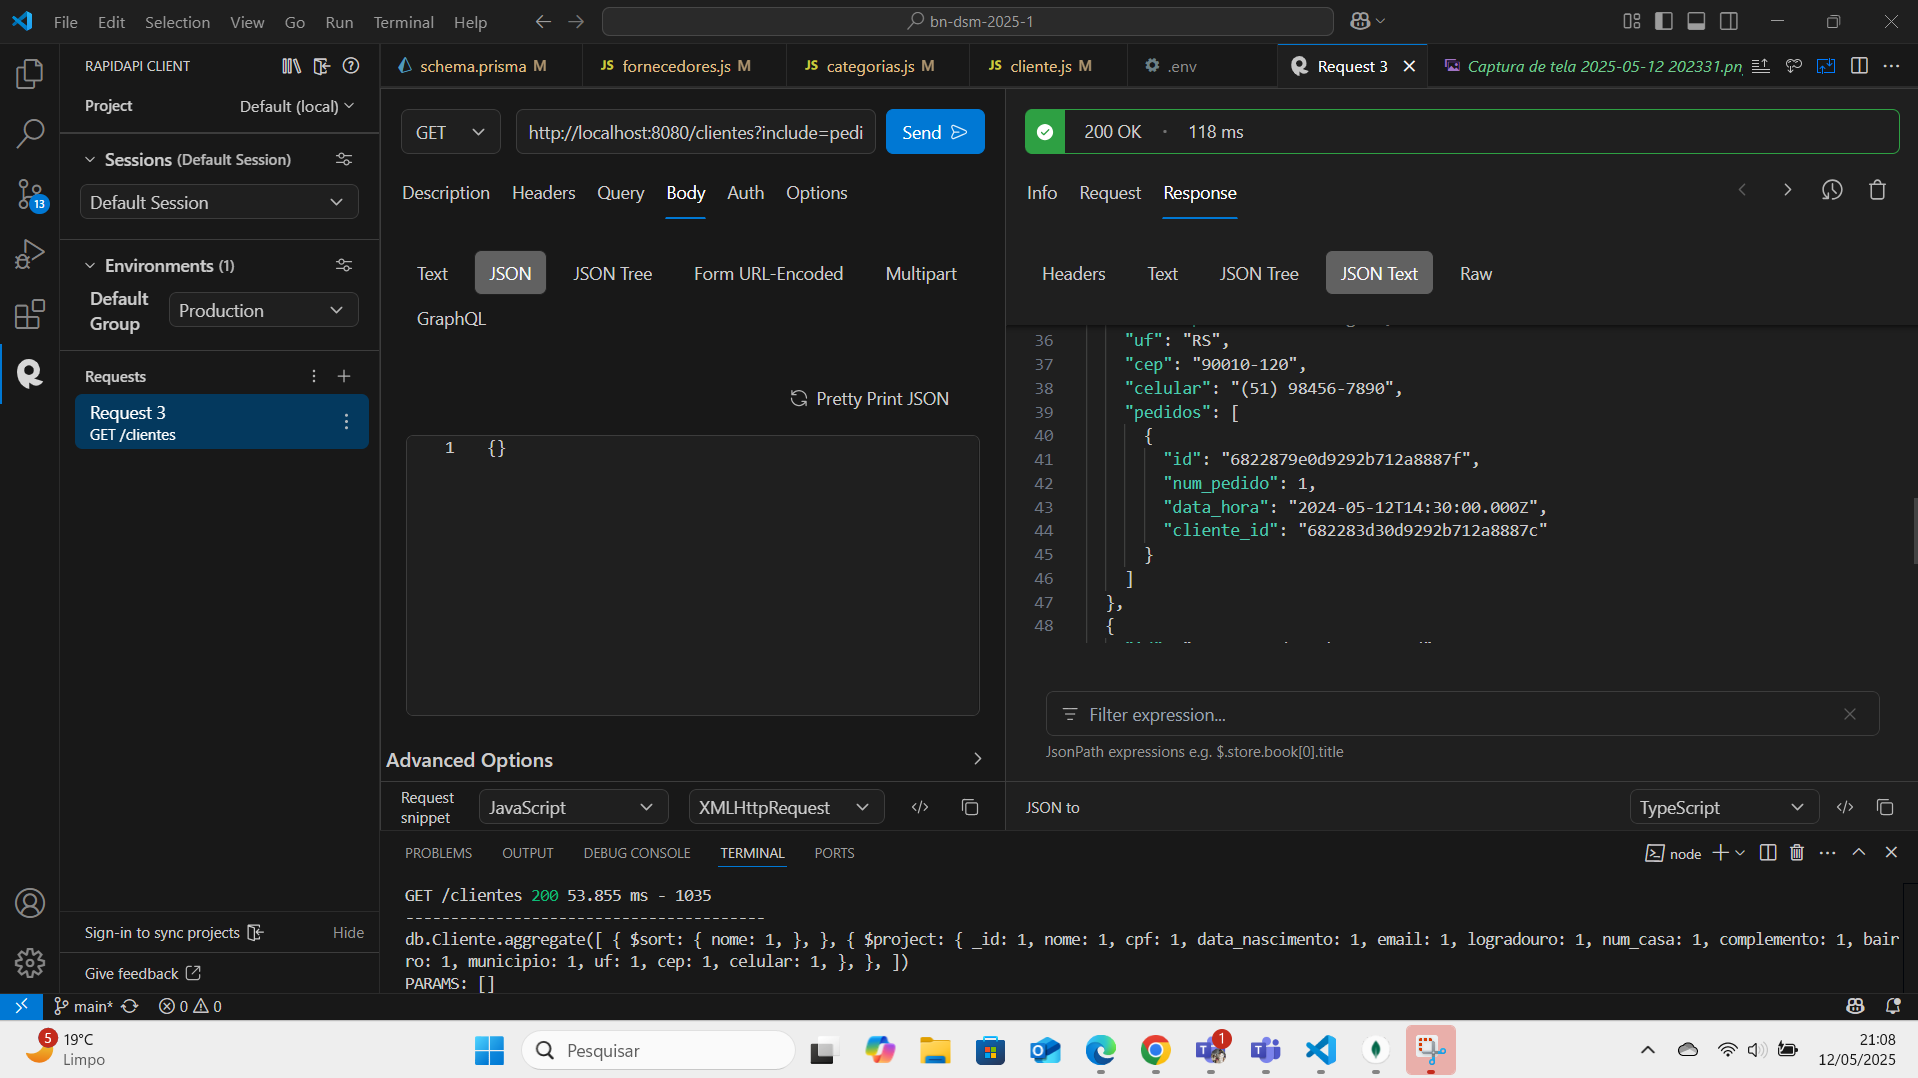 File Edit Selection View Go Run Terminal Help
bn-dsm-2025-1
RAPIDAPI CLIENT
Project
Default (local)
Sessions (Default Session)
Default Session
Environments (1)
Default Group
Production
Requests
Request 3
GET /clientes
Sign-in to sync projects
Hide
Give feedback
13
schema.prisma M
JS fornecedores.js M
JS categorias.js M
JS cliente.js M
.env
Request 3
Captura de tela 2025-05-12 202331.pn
GET
http://localhost:8080/clientes?include=pedi
Send
Description Headers Query Body Auth Options
Text JSON JSON Tree Form URL-Encoded Multipart
GraphQL
Pretty Print JSON
1 {}
Advanced Options
Request snippet
JavaScript
XMLHttpRequest
200 OK · 118 ms
Info Request Response
Headers Text JSON Tree JSON Text Raw
36 "uf": "RS",
37 "cep": "90010-120",
38 "celular": "(51) 98456-7890",
39 "pedidos": [
40 {
41 "id": "6822879e0d9292b712a8887f",
42 "num_pedido": 1,
43 "data_hora": "2024-05-12T14:30:00.000Z",
44 "cliente_id": "682283d30d9292b712a8887c"
45 }
46 ]
47 },
48 {
Filter expression...
JsonPath expressions e.g. $.store.book[0].title
JSON to
TypeScript
PROBLEMS OUTPUT DEBUG CONSOLE TERMINAL PORTS
node
GET /clientes 200 53.855 ms - 1035
----------------------------------------
db.Cliente.aggregate([ { $sort: { nome: 1, }, }, { $project: { _id: 1, nome: 1, cpf: 1, data_nascimento: 1, email: 1, logradouro: 1, num_casa: 1, complemento: 1, bair
ro: 1, municipio: 1, uf: 1, cep: 1, celular: 1, }, }, ])
PARAMS: []
main* 0 0
5
19°C
Limpo
Pesquisar
1
21:08
12/05/2025